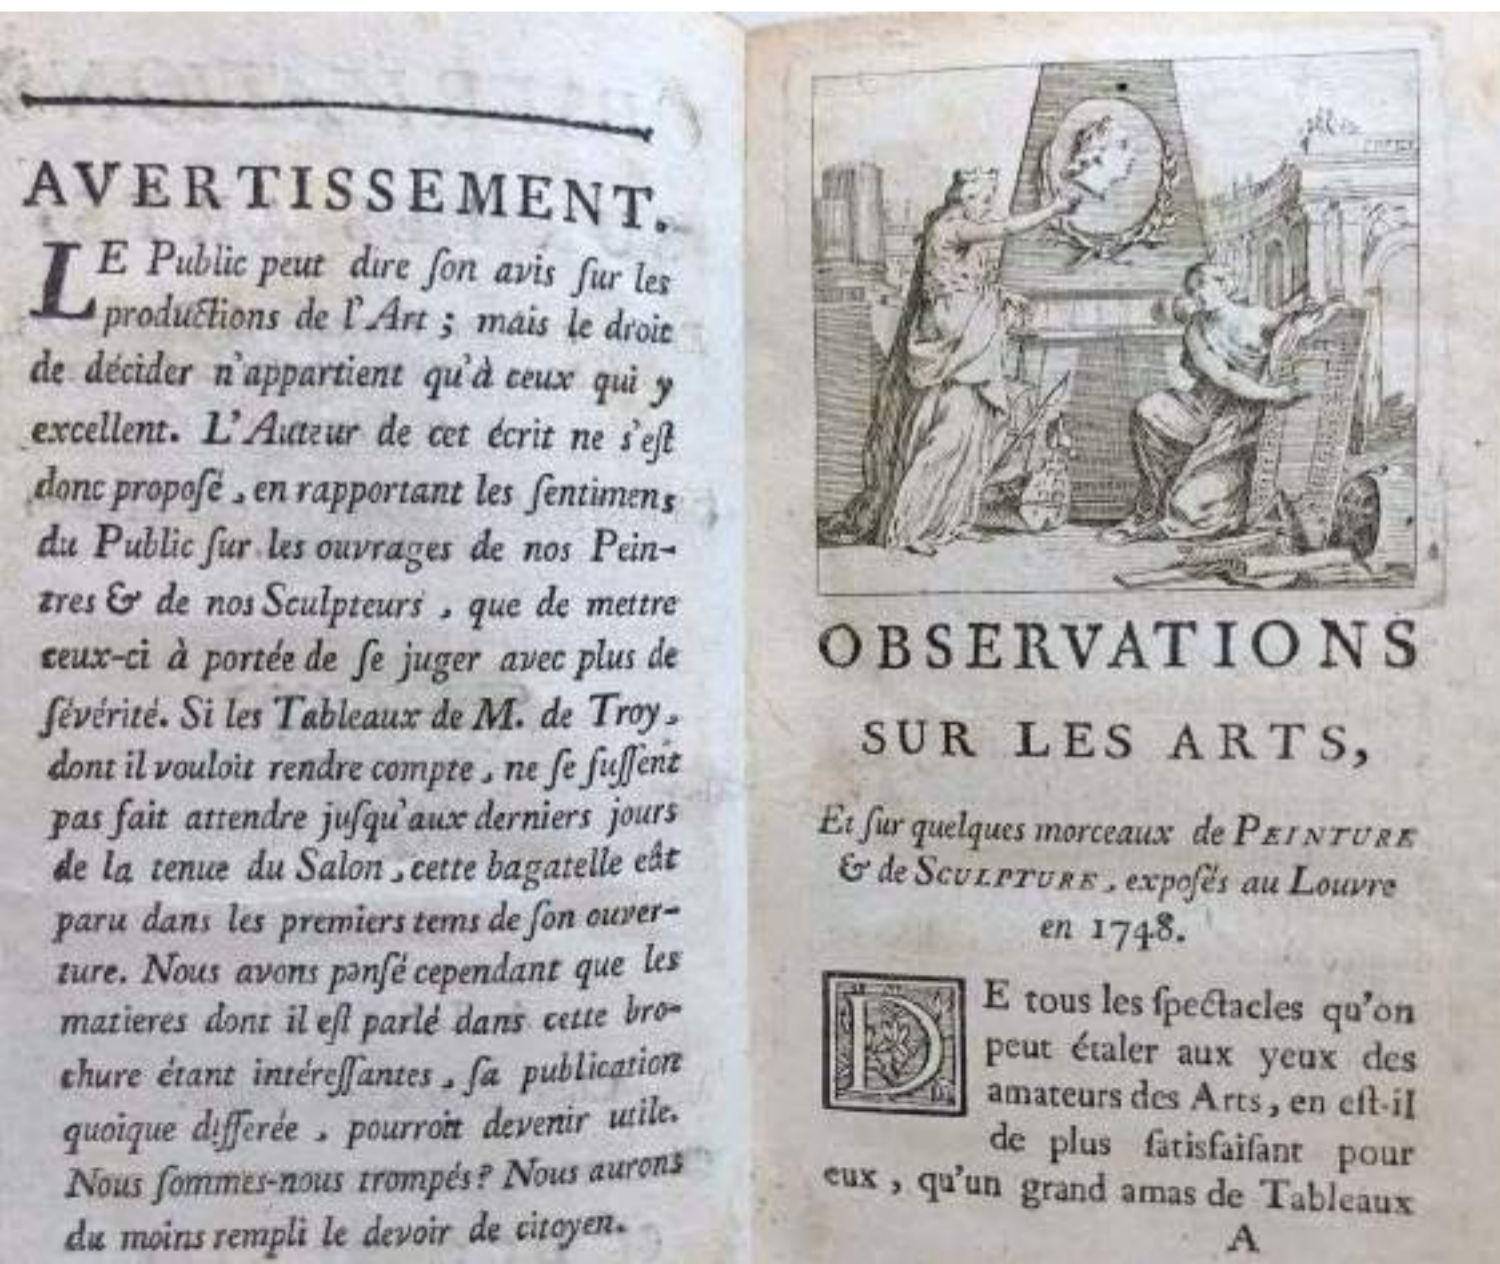 AVERTISSEMENT.
LE Public peut dire ſon avis ſur les
productions de l'Art ; mais le droit
de décider n'appartient qu'à ceux qui y
excellent. L'Auteur de cet écrit ne s'eſt
donc propoſé, en rapportant les ſentimens
du Public ſur les ouvrages de nos Pein-
tres & de nos Sculpteurs, que de mettre
ceux-ci à portée de ſe juger avec plus de
ſévérité. Si les Tableaux de M. de Troy,
dont il vouloit rendre compte, ne ſe fuſſent
pas fait attendre juſqu'aux derniers jours
de la tenue du Salon, cette bagatelle eût
paru dans les premiers tems de ſon ouver-
ture. Nous avons penſé cependant que les
matieres dont il eſt parlé dans cette bro-
chure étant intéreſſantes, ſa publication
quoique différée, pourroit devenir utile.
Nous ſommes-nous trompés? Nous aurons
du moins rempli le devoir de citoyen.
OBSERVATIONS
SUR LES ARTS,
Et ſur quelques morceaux de PEINTURE
& de SCULPTURE, expoſés au Louvre
en 1748.
DE tous les ſpectacles qu'on
peut étaler aux yeux des
amateurs des Arts, en eſt-il
de plus ſatisfaiſant pour
eux, qu'un grand amas de Tableaux
A